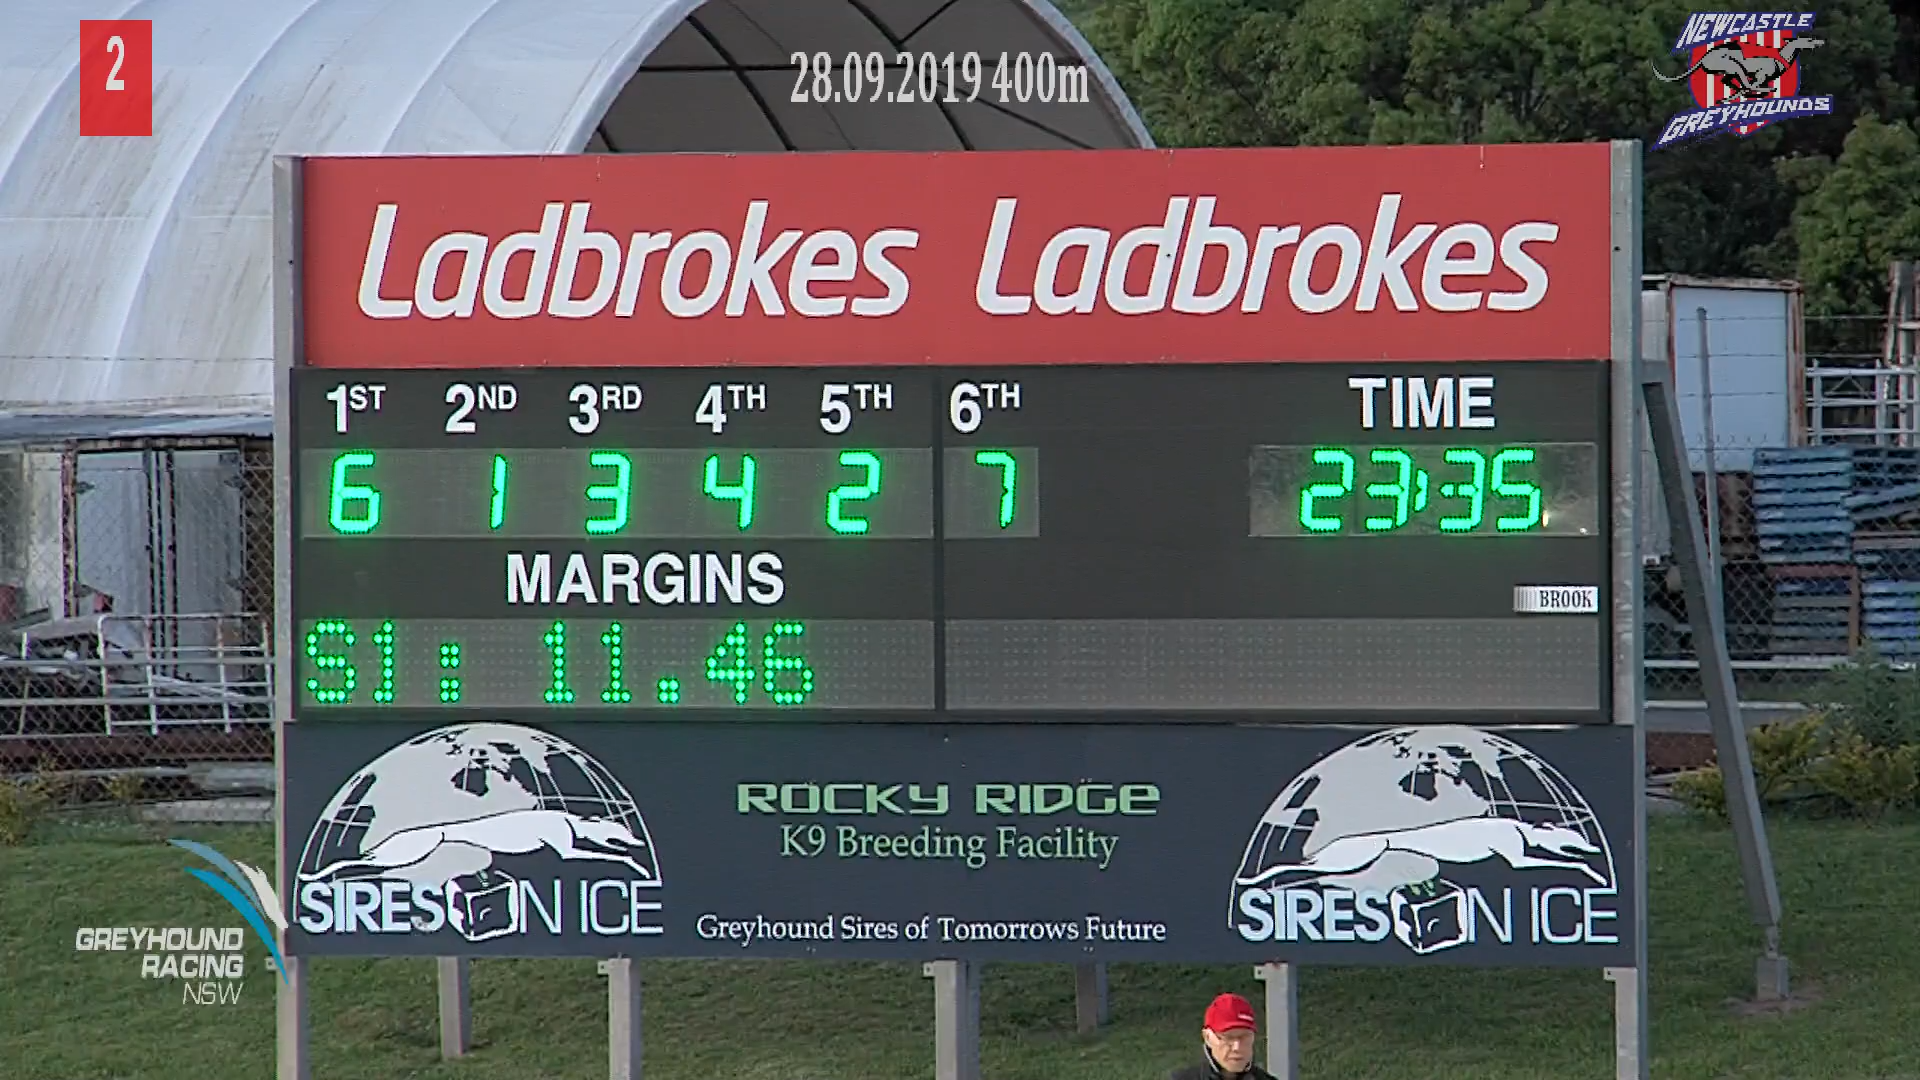 2
28.09.2019 400m
NEWCASTLE
GREYHOUNDS
Ladbrokes Ladbrokes
1ST 2ND 3RD 4TH 5TH 6TH TIME
6 1 3 4 2 7 23:35
MARGINS
BROOK
S1: 11.46
ROCKY RIDGE
K9 Breeding Facility
SIRES ON ICE
Greyhound Sires of Tomorrows Future
SIRES ON ICE
GREYHOUND
RACING
NSW